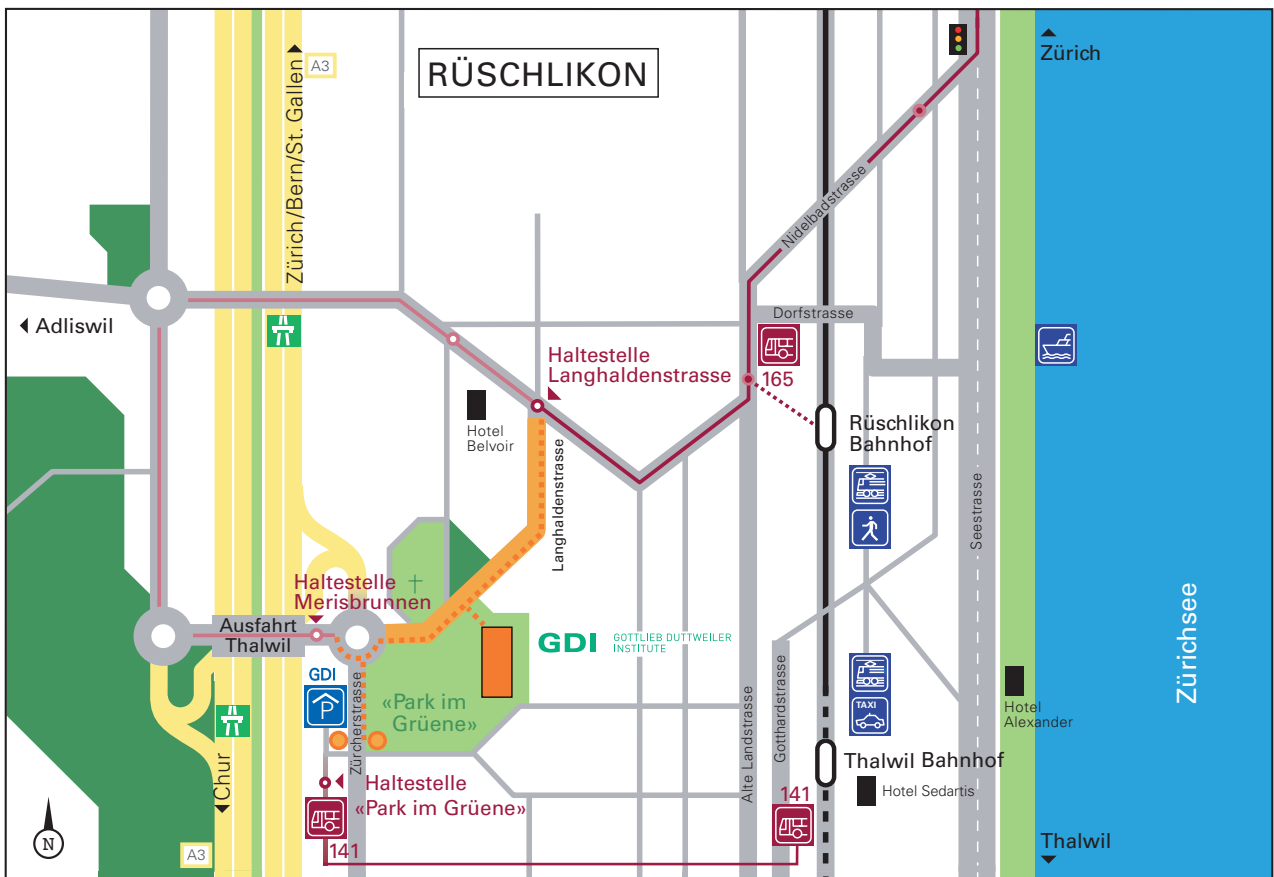 RÜSCHLIKON
A3
Zürich/Bern/St. Gallen
Zürich
Nidelbadstrasse
Adliswil
Dorfstrasse
Haltestelle
Langhaldenstrasse
165
Hotel
Belvoir
Rüschlikon
Bahnhof
Langhaldenstrasse
Seestrasse
Haltestelle
Merisbrunnen
Ausfahrt
Thalwil
GDI GOTTLIEB DUTTWEILER
INSTITUTE
Zürichsee
GDI
P
«Park im
Grüene»
Zürcherstrasse
Alte Landstrasse
Gotthardstrasse
TAXI
Hotel
Alexander
Chur
Haltestelle
«Park im Grüene»
Thalwil Bahnhof
Hotel Sedartis
141
141
N
A3
Thalwil